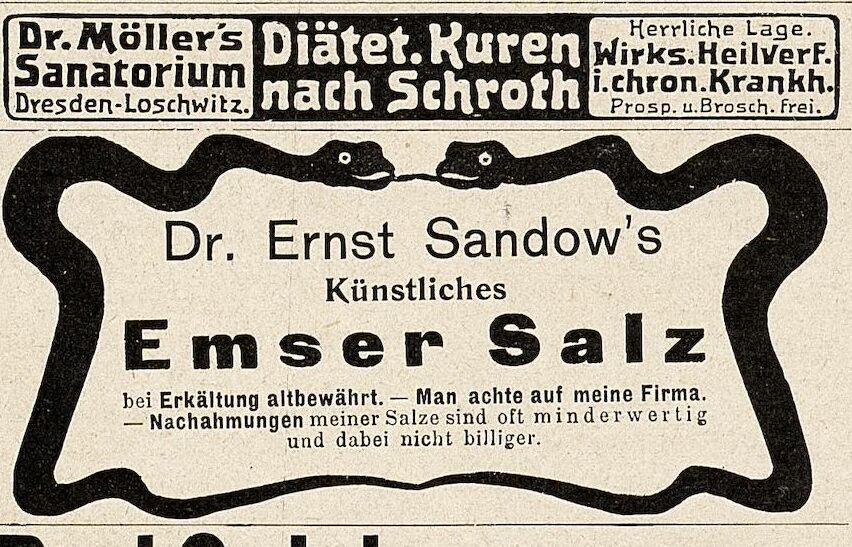 Dr. Möller's
Sanatorium
Dresden-Loschwitz.
Diätet. Kuren
nach Schroth
Herrliche Lage.
Wirks. Heilverf.
i. chron. Krankh.
Prosp. u. Brosch. frei.
Dr. Ernst Sandow's
Künstliches
Emser Salz
bei Erkältung altbewährt. — Man achte auf meine Firma.
— Nachahmungen meiner Salze sind oft minderwertig
und dabei nicht billiger.